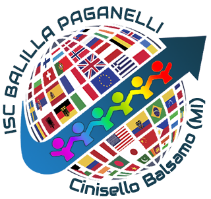 ISC BALILLA PAGANELLI
Cinisello Balsamo (MI)